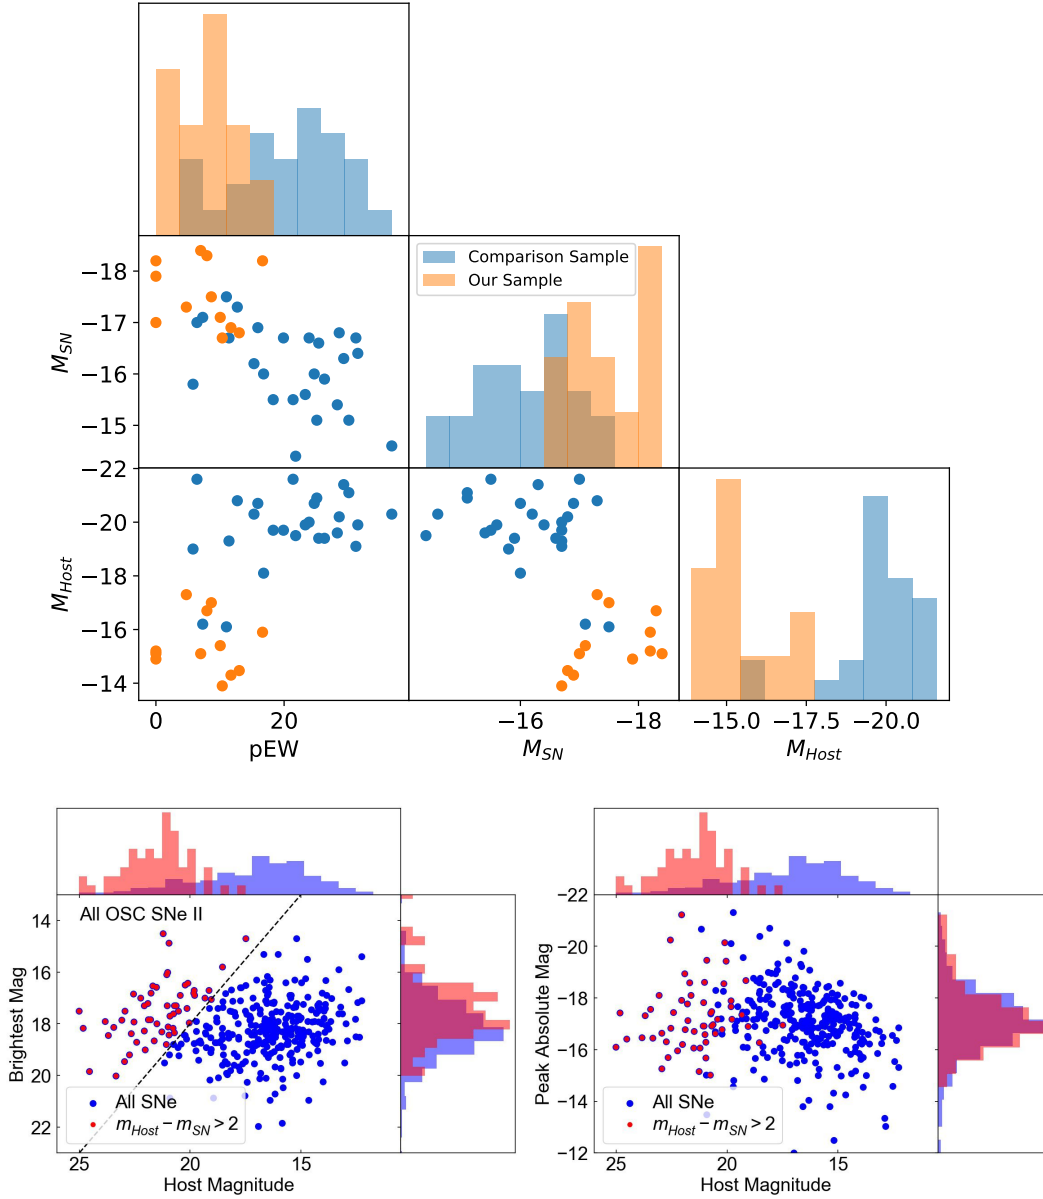 Comparison Sample
Our Sample
−18
−17
−16
−15
M_SN
−22
−20
−18
−16
−14
M_Host
0 20
pEW
−16 −18
M_SN
−15.0 −17.5 −20.0
M_Host
All OSC SNe II
14
16
18
20
22
Brightest Mag
All SNe
m_Host − m_SN > 2
25 20 15
Host Magnitude
−22
−20
−18
−16
−14
−12
Peak Absolute Mag
All SNe
m_Host − m_SN > 2
25 20 15
Host Magnitude